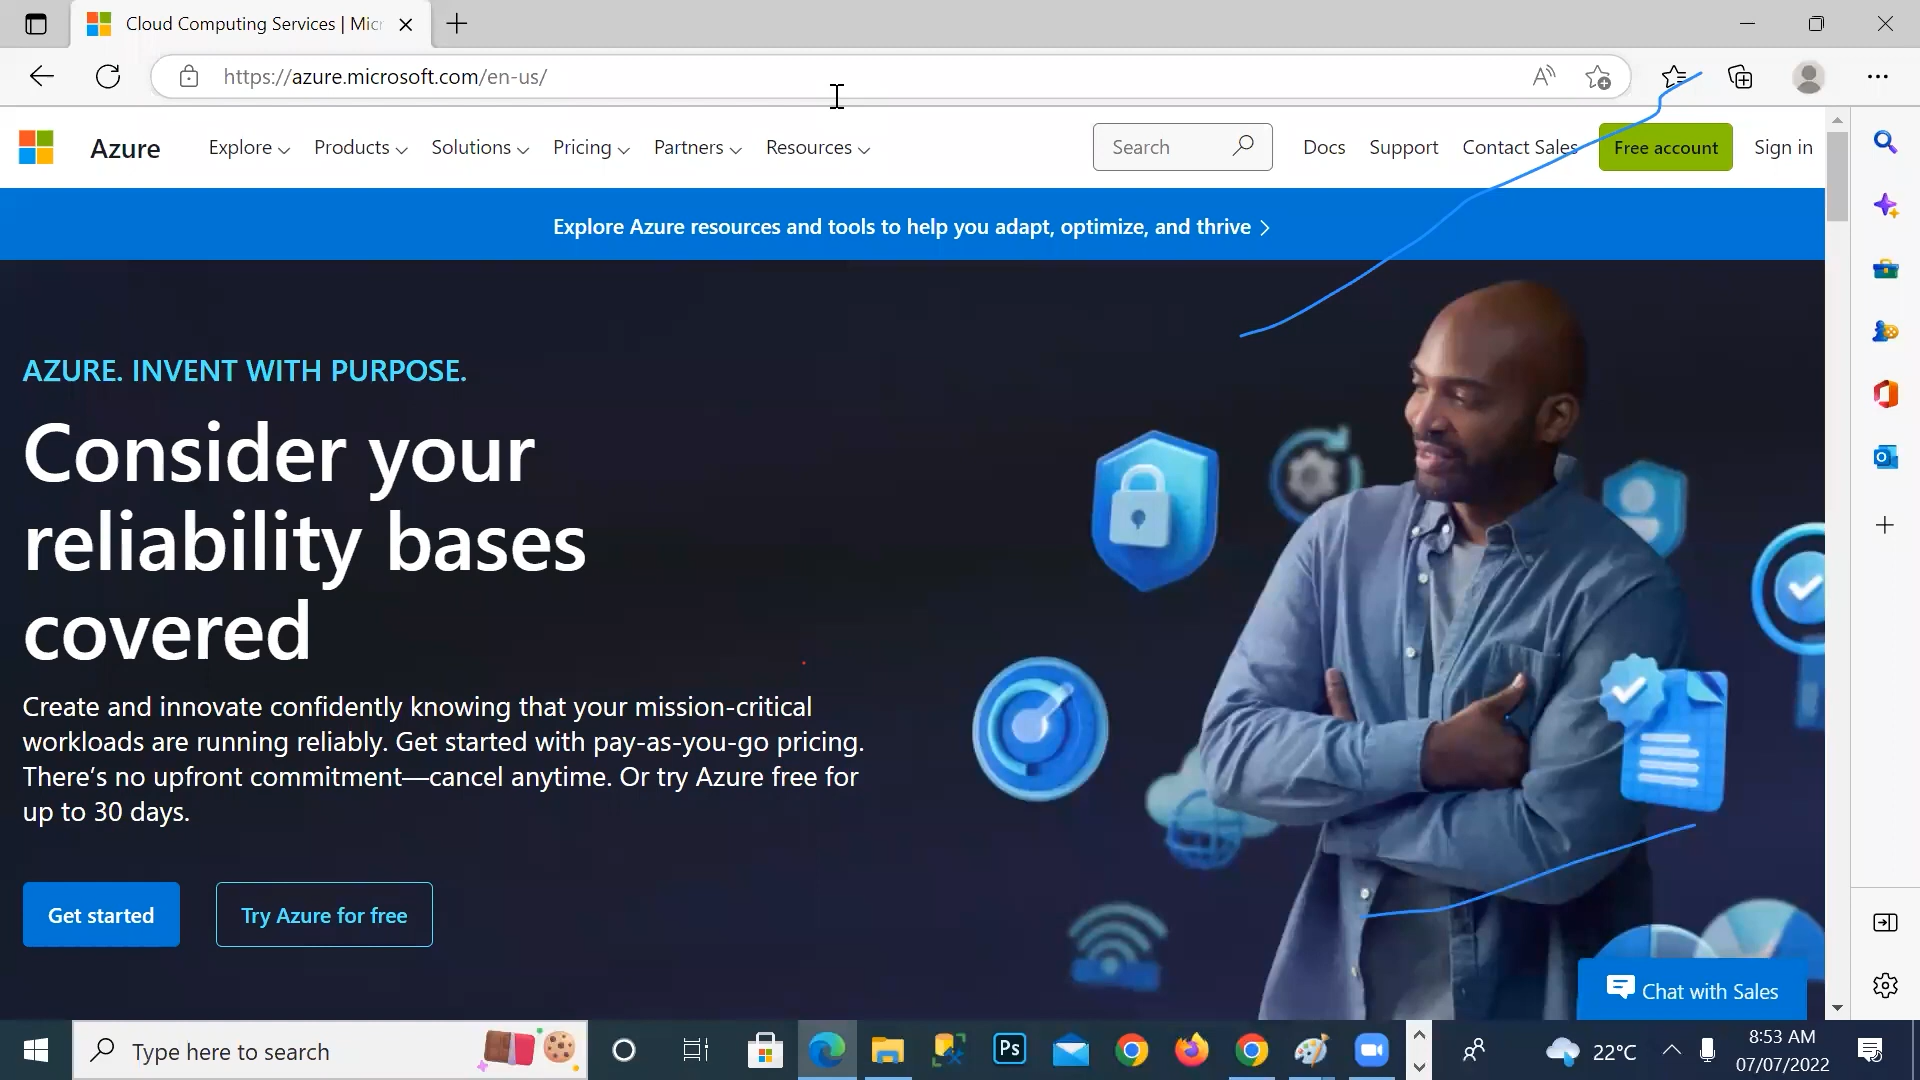 Cloud Computing Services | Micr
https://azure.microsoft.com/en-us/
Azure Explore Products Solutions Pricing Partners Resources Search Docs Support Contact Sales Free account Sign in
Explore Azure resources and tools to help you adapt, optimize, and thrive >
AZURE. INVENT WITH PURPOSE.
Consider your
reliability bases
covered
Create and innovate confidently knowing that your mission-critical
workloads are running reliably. Get started with pay-as-you-go pricing.
There's no upfront commitment—cancel anytime. Or try Azure free for
up to 30 days.
Get started Try Azure for free
Chat with Sales
Type here to search
Ps
22°C
8:53 AM
07/07/2022